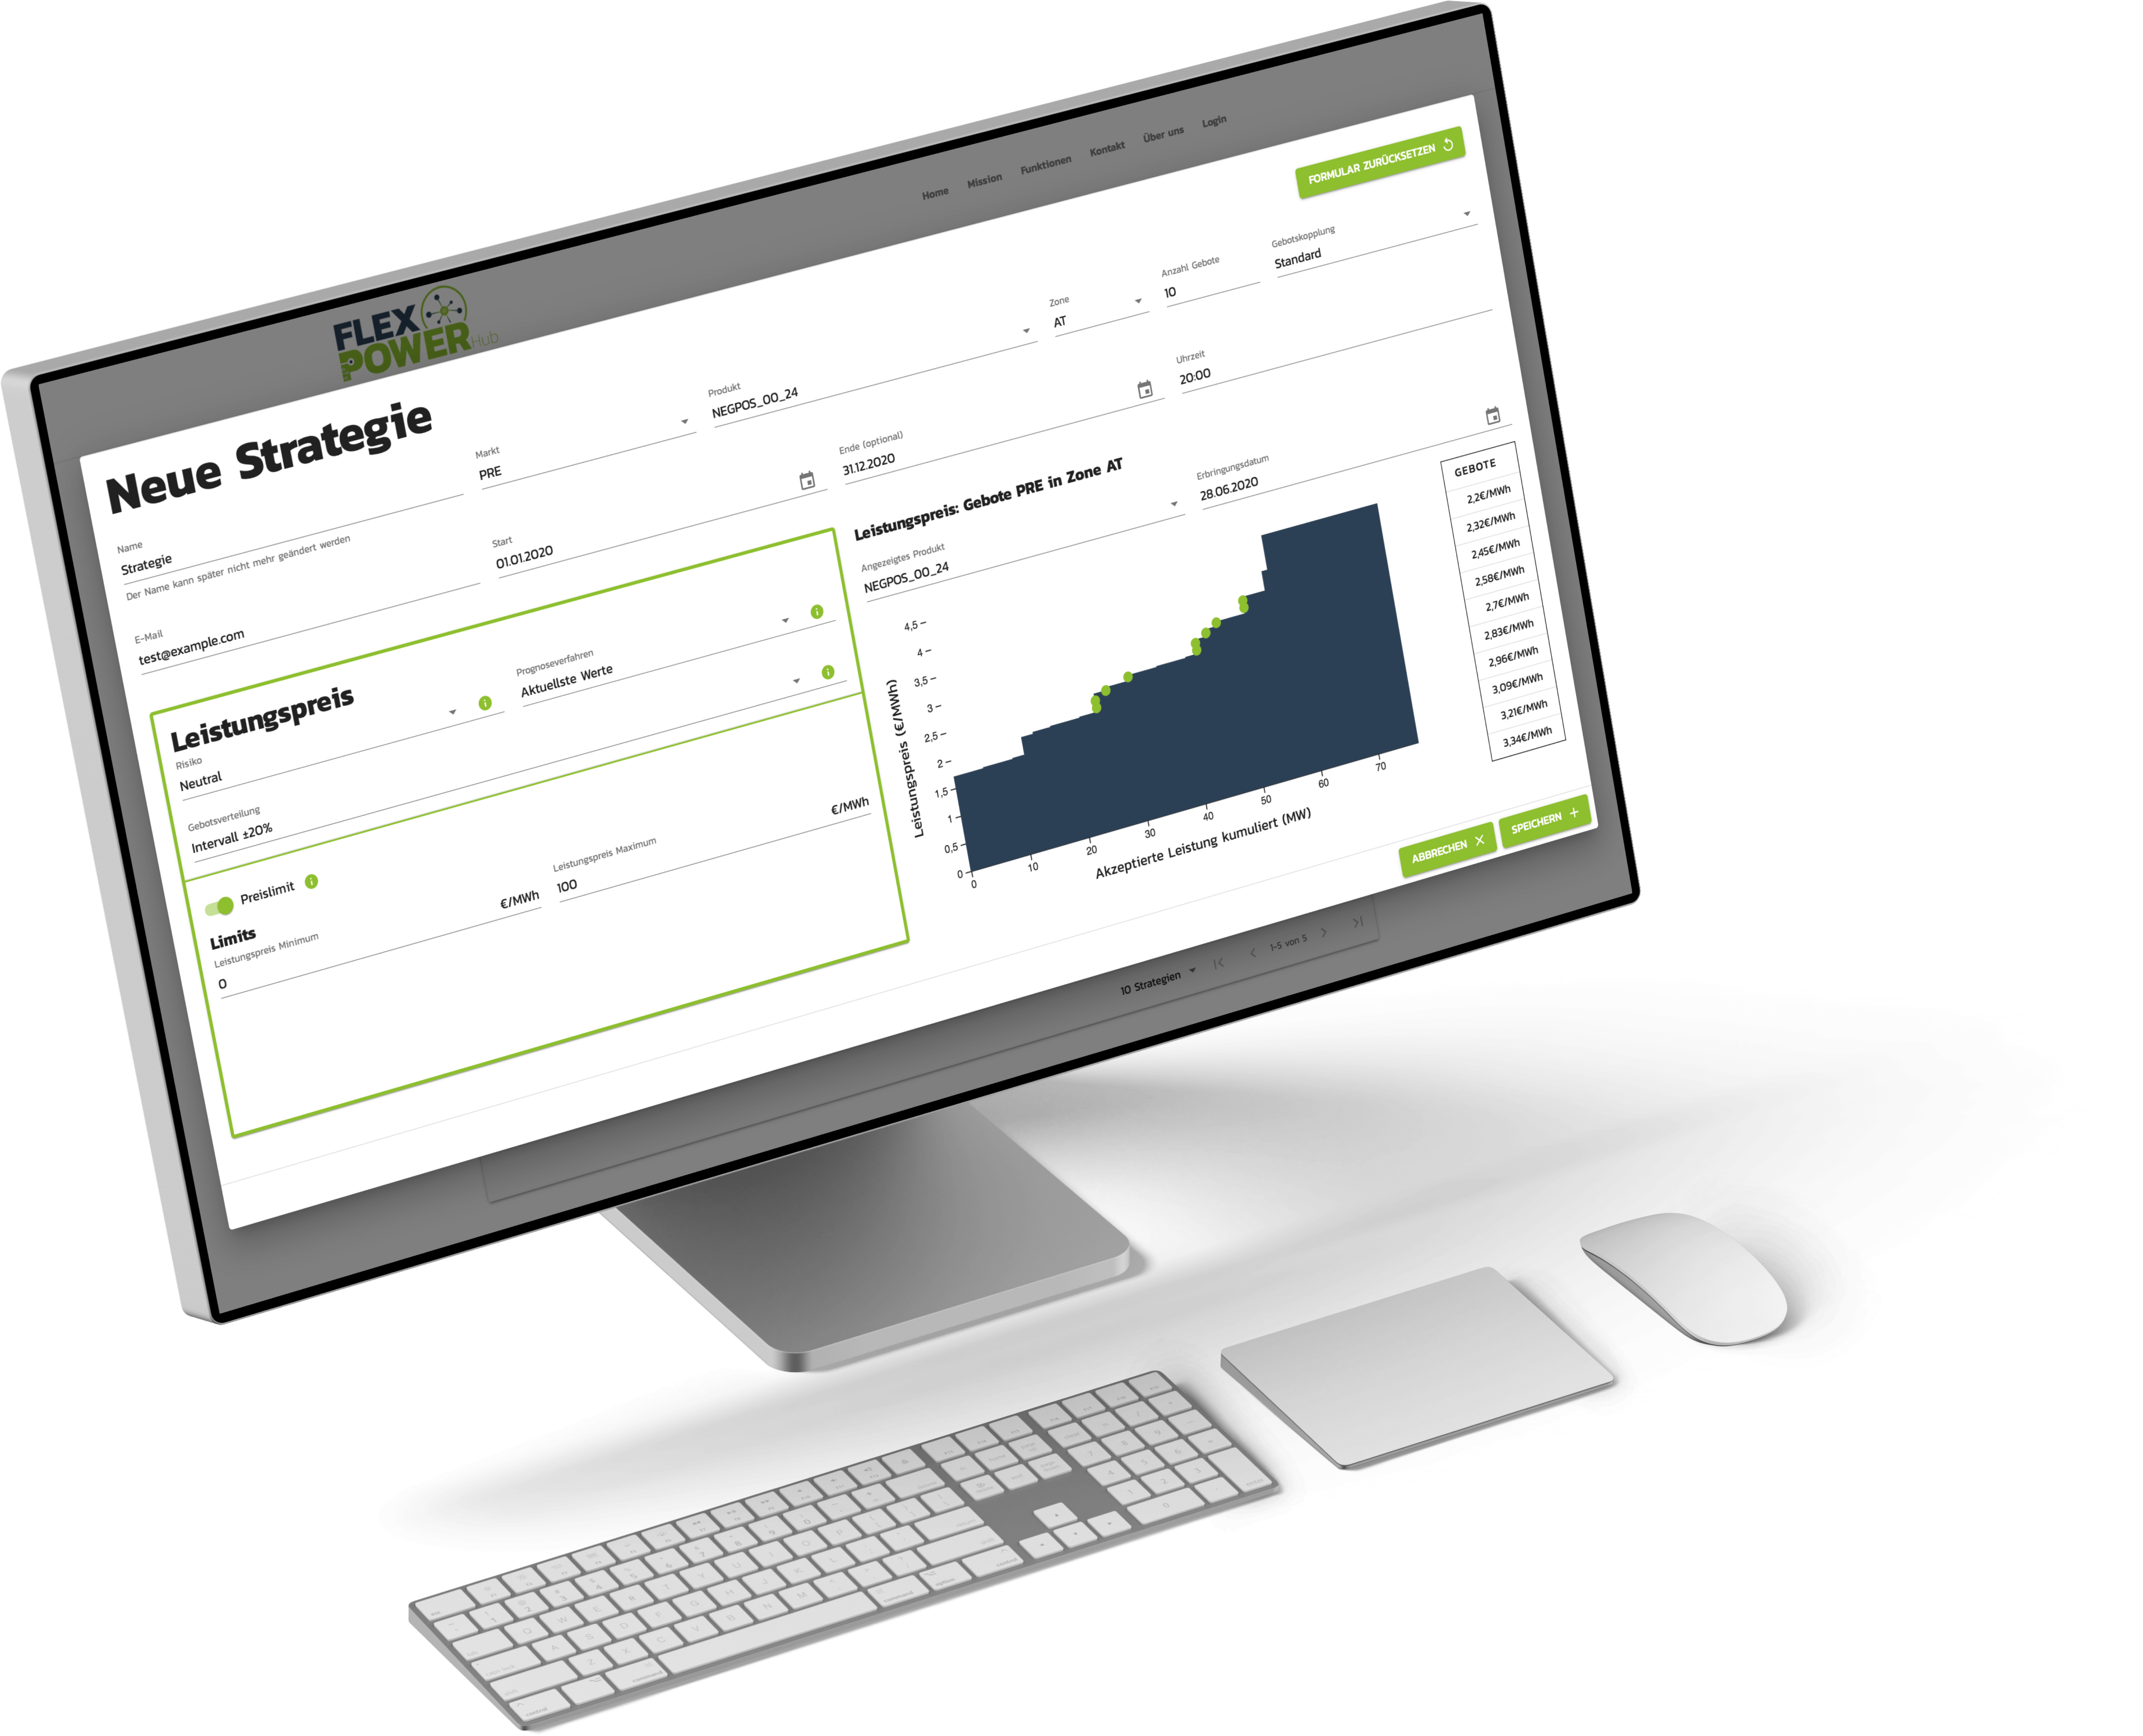 Home
Mission
Funktionen
Kontakt
Über uns
Login
FLEX
POWER Hub
FORMULAR ZURÜCKSETZEN
Neue Strategie
Name
Strategie
Der Name kann später nicht mehr geändert werden
Markt
PRE
Produkt
NEGPOS_00_24
Zone
AT
Anzahl Gebote
10
Gebotskopplung
Standard
E-Mail
test@example.com
Start
01.01.2020
Ende (optional)
31.12.2020
Uhrzeit
20:00
Leistungspreis
Risiko
Neutral
Prognoseverfahren
Aktuellste Werte
Gebotsverteilung
Intervall ±20%
Preislimit
Limits
Leistungspreis Minimum
0
€/MWh
Leistungspreis Maximum
100
€/MWh
Leistungspreis: Gebote PRE in Zone AT
Angezeigtes Produkt
NEGPOS_00_24
Erbringungsdatum
28.06.2020
Leistungspreis (€/MWh)
4,5
4
3,5
3
2,5
2
1,5
1
0,5
0
0
10
20
30
40
50
60
70
Akzeptierte Leistung kumuliert (MW)
GEBOTE
2,2€/MWh
2,32€/MWh
2,45€/MWh
2,58€/MWh
2,7€/MWh
2,83€/MWh
2,96€/MWh
3,09€/MWh
3,21€/MWh
3,34€/MWh
ABBRECHEN
SPEICHERN
10 Strategien
1-5 von 5